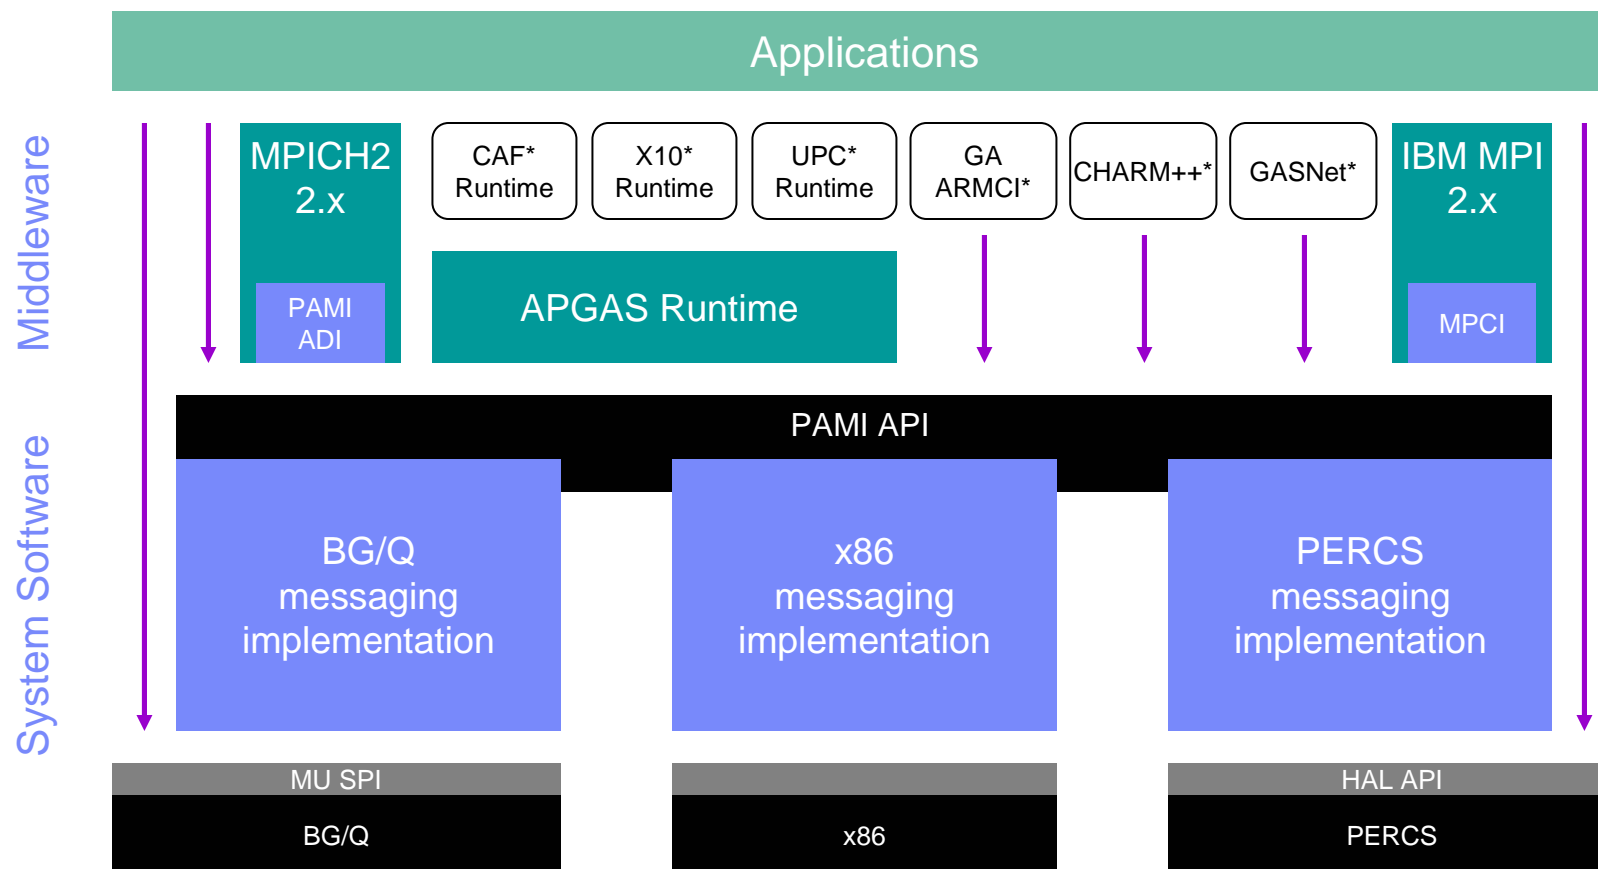 Applications
Middleware
MPICH2
2.x
PAMI
ADI
CAF*
Runtime
X10*
Runtime
UPC*
Runtime
GA
ARMCI*
CHARM++*
GASNet*
IBM MPI
2.x
MPCI
APGAS Runtime
System Software
PAMI API
BG/Q
messaging
implementation
x86
messaging
implementation
PERCS
messaging
implementation
MU SPI
HAL API
BG/Q
x86
PERCS